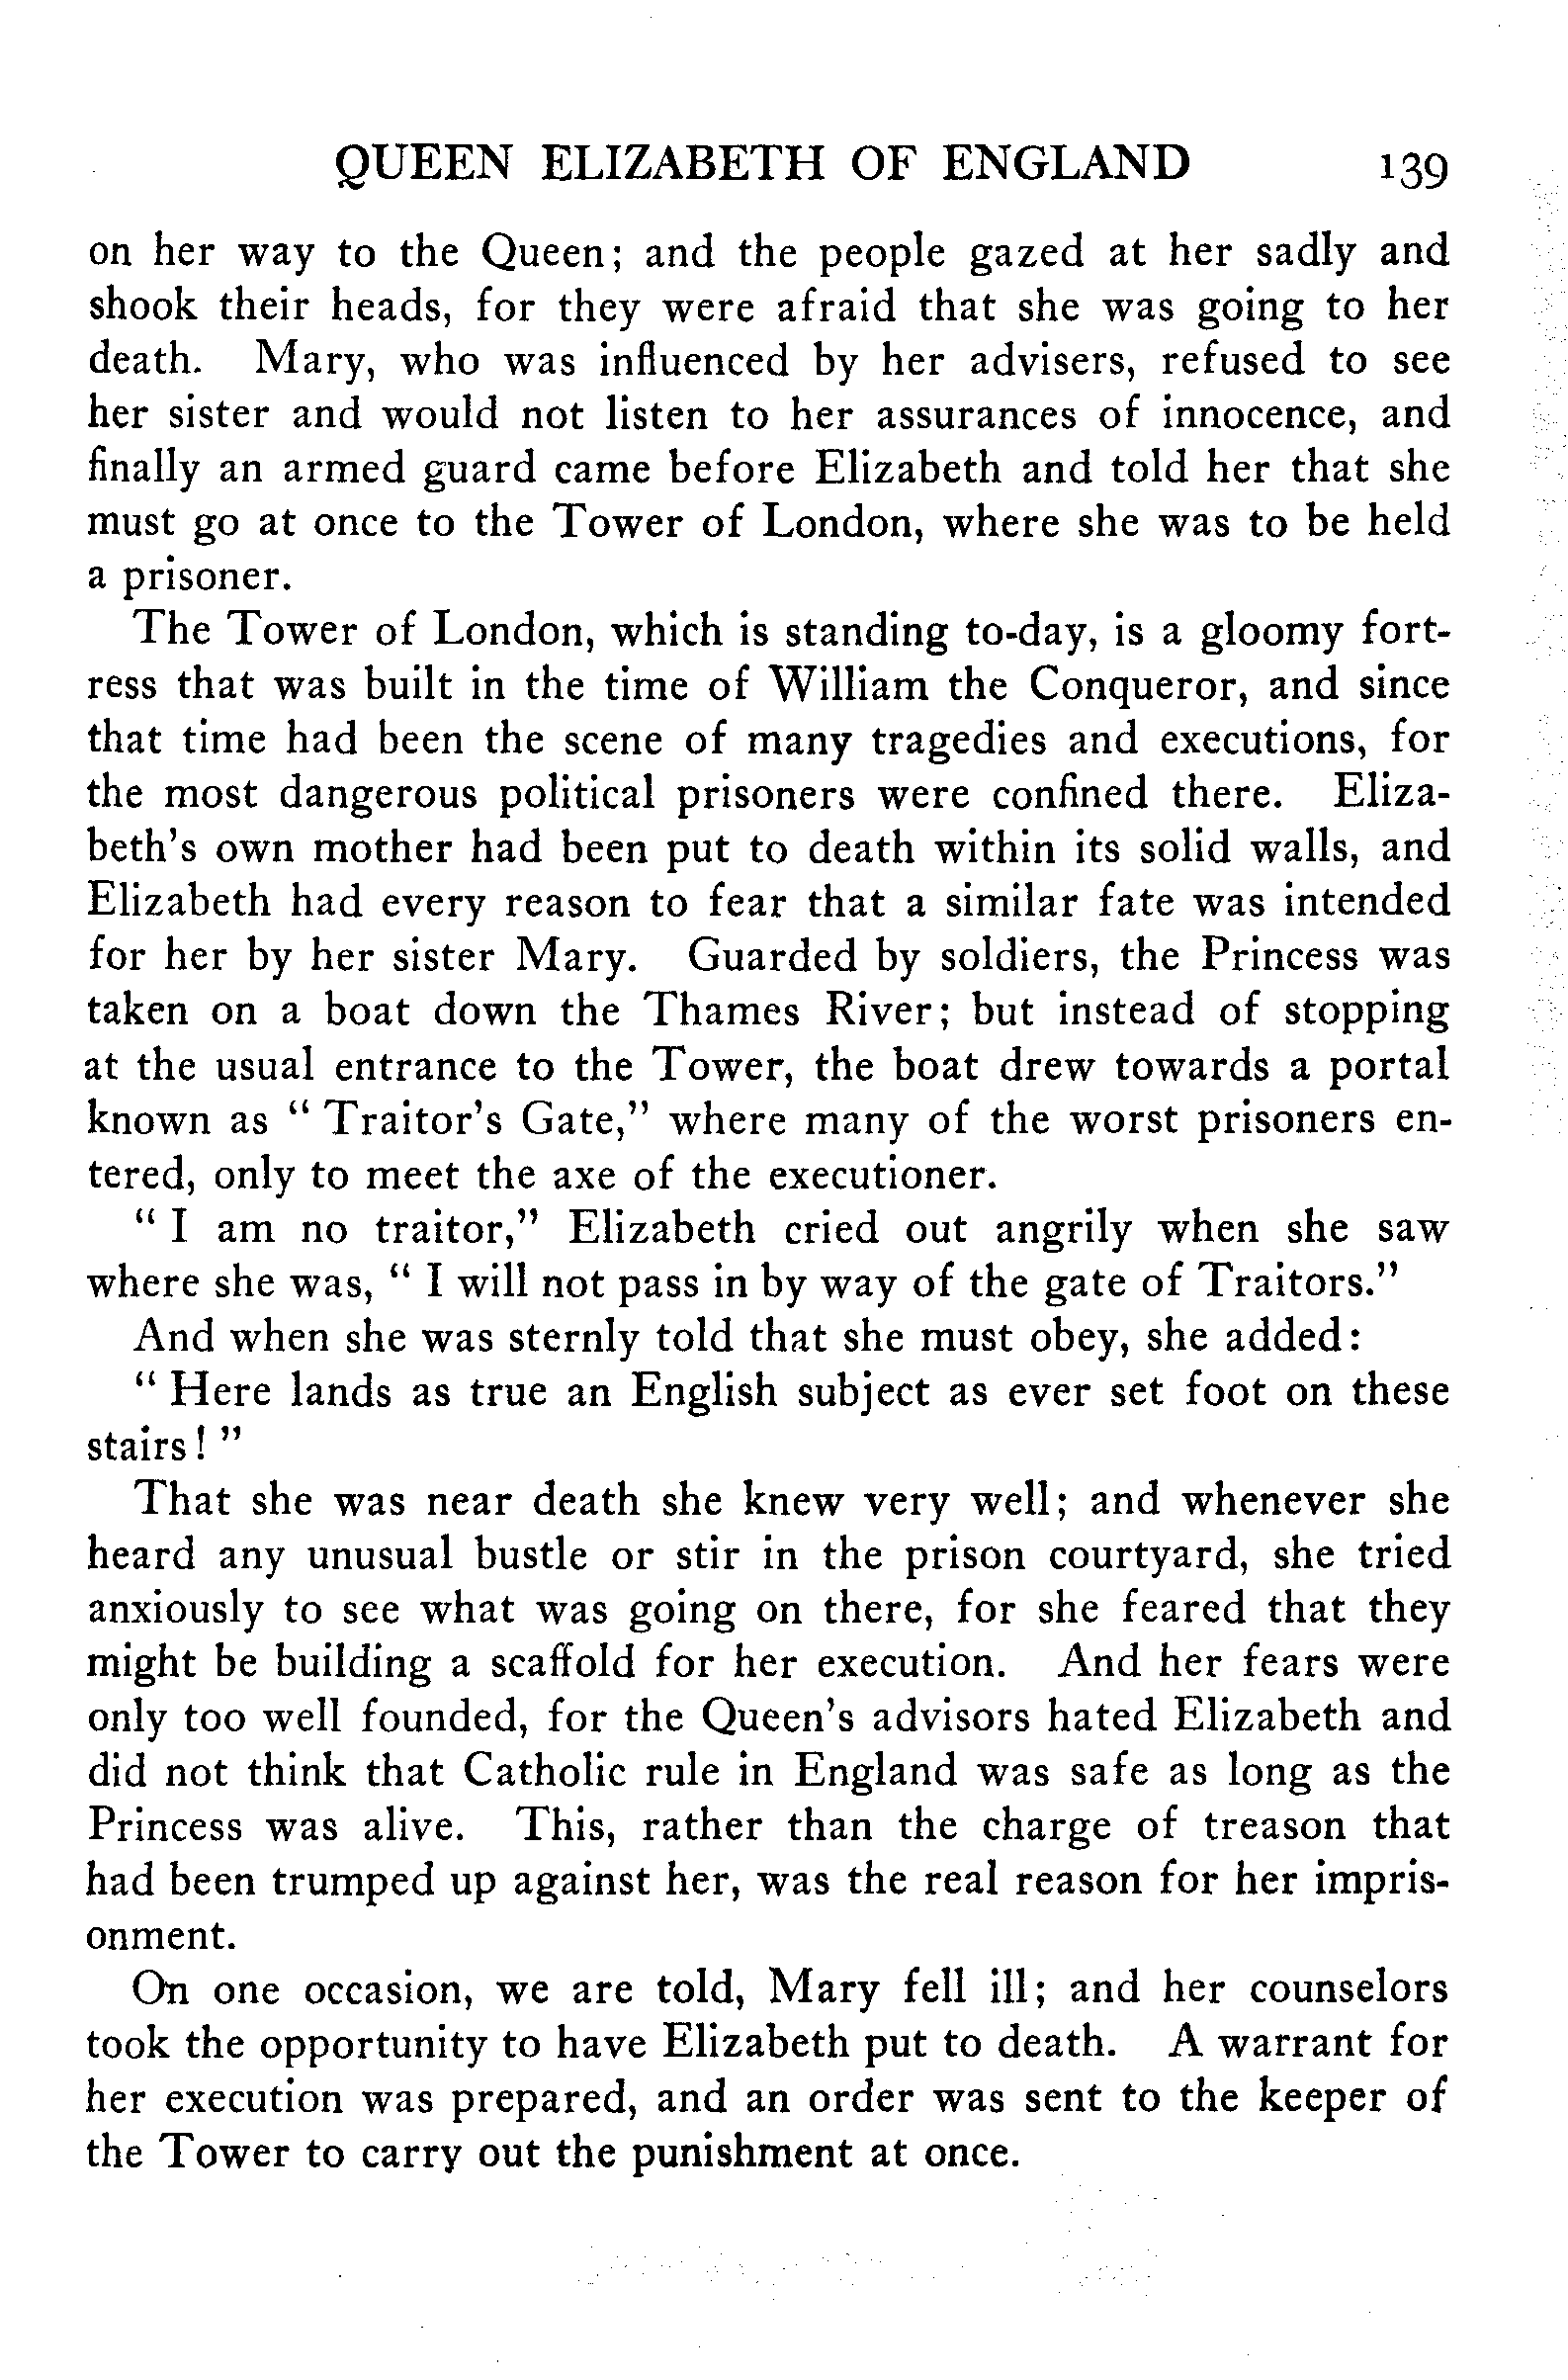 QUEEN ELIZABETH OF ENGLAND 139
on her way to the Queen; and the people gazed at her sadly and
shook their heads, for they were afraid that she was going to her
death. Mary, who was influenced by her advisers, refused to see
her sister and would not listen to her assurances of innocence, and
finally an armed guard came before Elizabeth and told her that she
must go at once to the Tower of London, where she was to be held
a prisoner.
The Tower of London, which is standing to-day, is a gloomy fort-
ress that was built in the time of William the Conqueror, and since
that time had been the scene of many tragedies and executions, for
the most dangerous political prisoners were confined there. Eliza-
beth's own mother had been put to death within its solid walls, and
Elizabeth had every reason to fear that a similar fate was intended
for her by her sister Mary. Guarded by soldiers, the Princess was
taken on a boat down the Thames River; but instead of stopping
at the usual entrance to the Tower, the boat drew towards a portal
known as " Traitor's Gate," where many of the worst prisoners en-
tered, only to meet the axe of the executioner.
" I am no traitor," Elizabeth cried out angrily when she saw
where she was, " I will not pass in by way of the gate of Traitors."
And when she was sternly told that she must obey, she added:
" Here lands as true an English subject as ever set foot on these
stairs! "
That she was near death she knew very well; and whenever she
heard any unusual bustle or stir in the prison courtyard, she tried
anxiously to see what was going on there, for she feared that they
might be building a scaffold for her execution. And her fears were
only too well founded, for the Queen's advisors hated Elizabeth and
did not think that Catholic rule in England was safe as long as the
Princess was alive. This, rather than the charge of treason that
had been trumped up against her, was the real reason for her impris-
onment.
On one occasion, we are told, Mary fell ill; and her counselors
took the opportunity to have Elizabeth put to death. A warrant for
her execution was prepared, and an order was sent to the keeper of
the Tower to carry out the punishment at once.